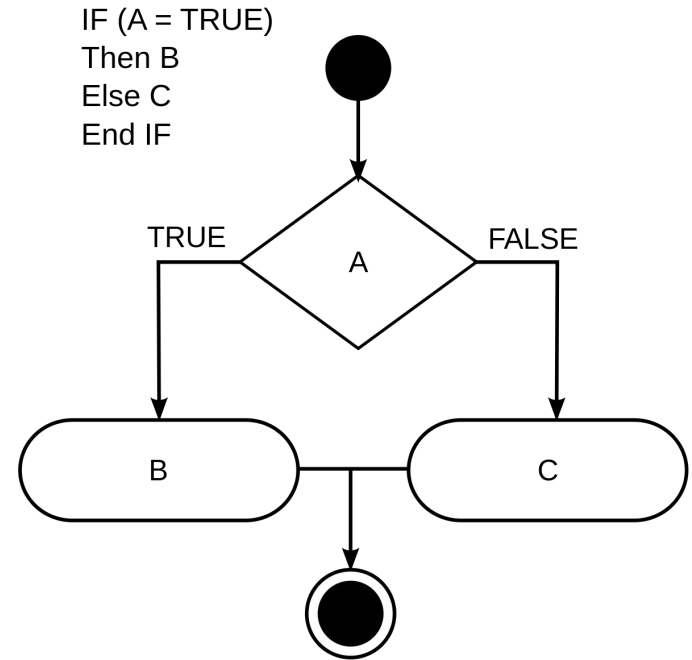 IF (A = TRUE)
Then B
Else C
End IF
TRUE
FALSE
A
B
C